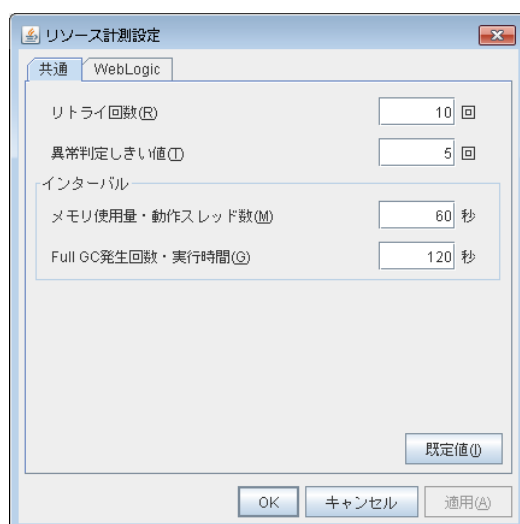 リソース計測設定
共通 WebLogic
リトライ回数(R) 10 回
異常判定しきい値(T) 5 回
インターバル
メモリ使用量・動作スレッド数(M) 60 秒
Full GC発生回数・実行時間(G) 120 秒
既定値(I)
OK キャンセル 適用(A)